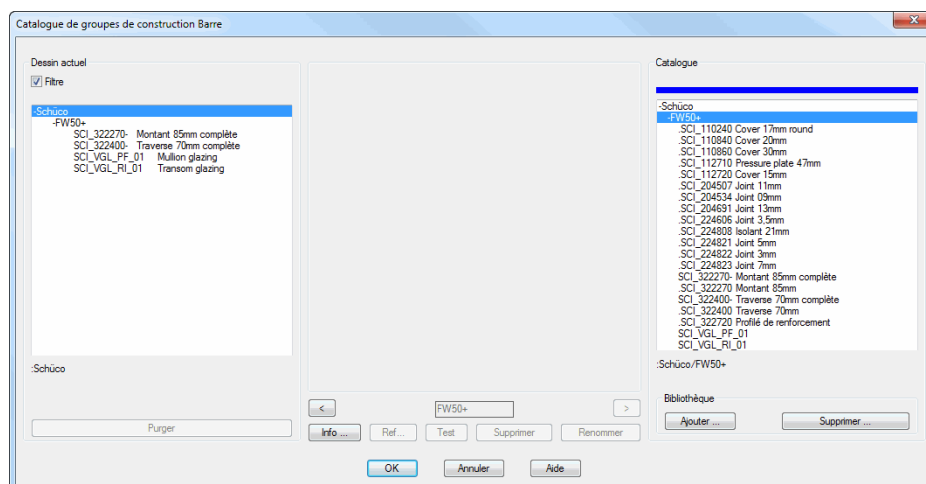 Catalogue de groupes de construction Barre
Dessin actuel
Filtre
-Schüco
-FW50+
SCI_322270- Montant 85mm complète
SCI_322400- Traverse 70mm complète
SCI_VGL_PF_01 Mullion glazing
SCI_VGL_RI_01 Transom glazing
:Schüco
Purger
<
FW50+
>
Info ...
Ref...
Test
Supprimer
Renommer
OK
Annuler
Aide
Catalogue
-Schüco
-FW50+
.SCI_110240 Cover 17mm round
.SCI_110840 Cover 20mm
.SCI_110860 Cover 30mm
.SCI_112710 Pressure plate 47mm
.SCI_112720 Cover 15mm
.SCI_204507 Joint 11mm
.SCI_204534 Joint 09mm
.SCI_204691 Joint 13mm
.SCI_224606 Joint 3,5mm
.SCI_224808 Isolant 21mm
.SCI_224821 Joint 5mm
.SCI_224822 Joint 3mm
.SCI_224823 Joint 7mm
SCI_322270- Montant 85mm complète
.SCI_322270 Montant 85mm
SCI_322400- Traverse 70mm complète
.SCI_322400 Traverse 70mm
.SCI_322720 Profilé de renforcement
SCI_VGL_PF_01
SCI_VGL_RI_01
:Schüco/FW50+
Bibliothèque
Ajouter ...
Supprimer ...